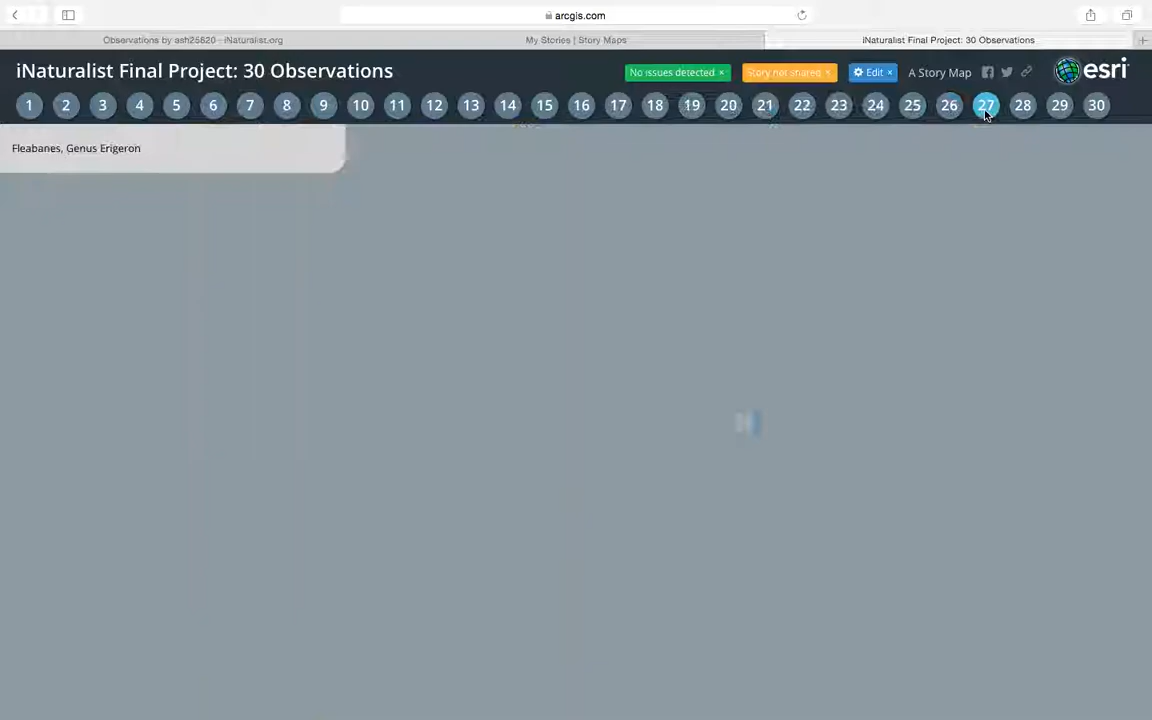 arcgis.com
Observations by ash25820 - iNaturalist.org
My Stories | Story Maps
iNaturalist Final Project: 30 Observations
iNaturalist Final Project: 30 Observations
No issues detected ×
Story not shared ×
Edit ×
A Story Map
esri
1 2 3 4 5 6 7 8 9 10 11 12 13 14 15 16 17 18 19 20 21 22 23 24 25 26 27 28 29 30
Fleabanes, Genus Erigeron